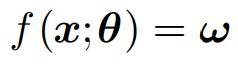 f(𝒙;𝜽) = 𝝎